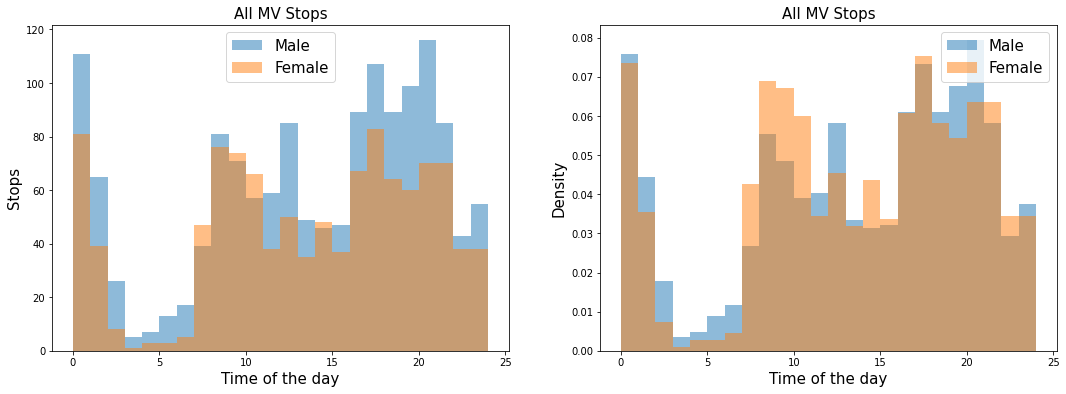 All MV Stops
120
100
80
60
40
20
0
Stops
Male
Female
0
5
10
15
20
25
Time of the day
All MV Stops
0.08
0.07
0.06
0.05
0.04
0.03
0.02
0.01
0.00
Density
Male
Female
0
5
10
15
20
25
Time of the day